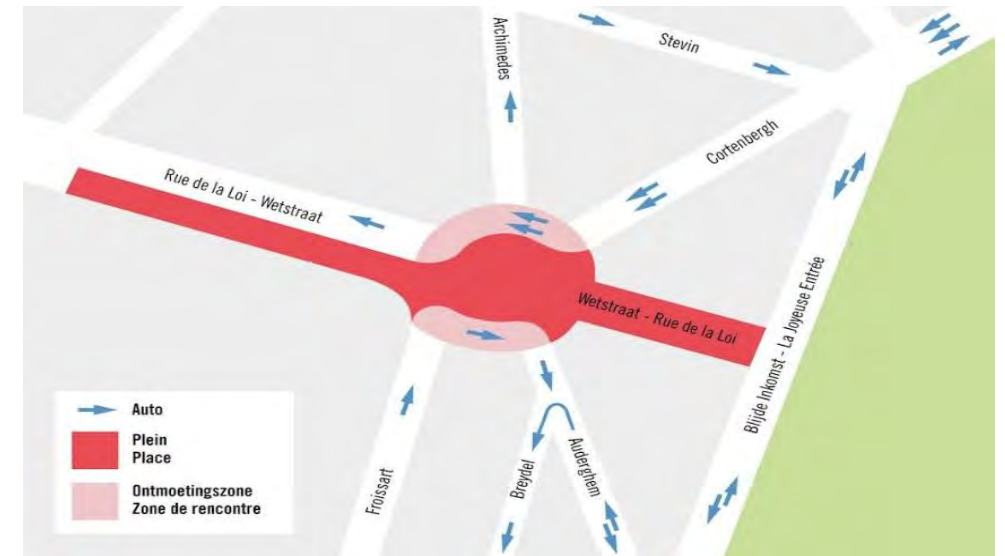 Archimedes
Stevin
Cortenbergh
Rue de la Loi - Wetstraat
Wetstraat - Rue de la Loi
Blijde Inkomst - La Joyeuse Entrée
Froissart
Breydel
Auderghem
Auto
Plein
Place
Ontmoetingszone
Zone de rencontre